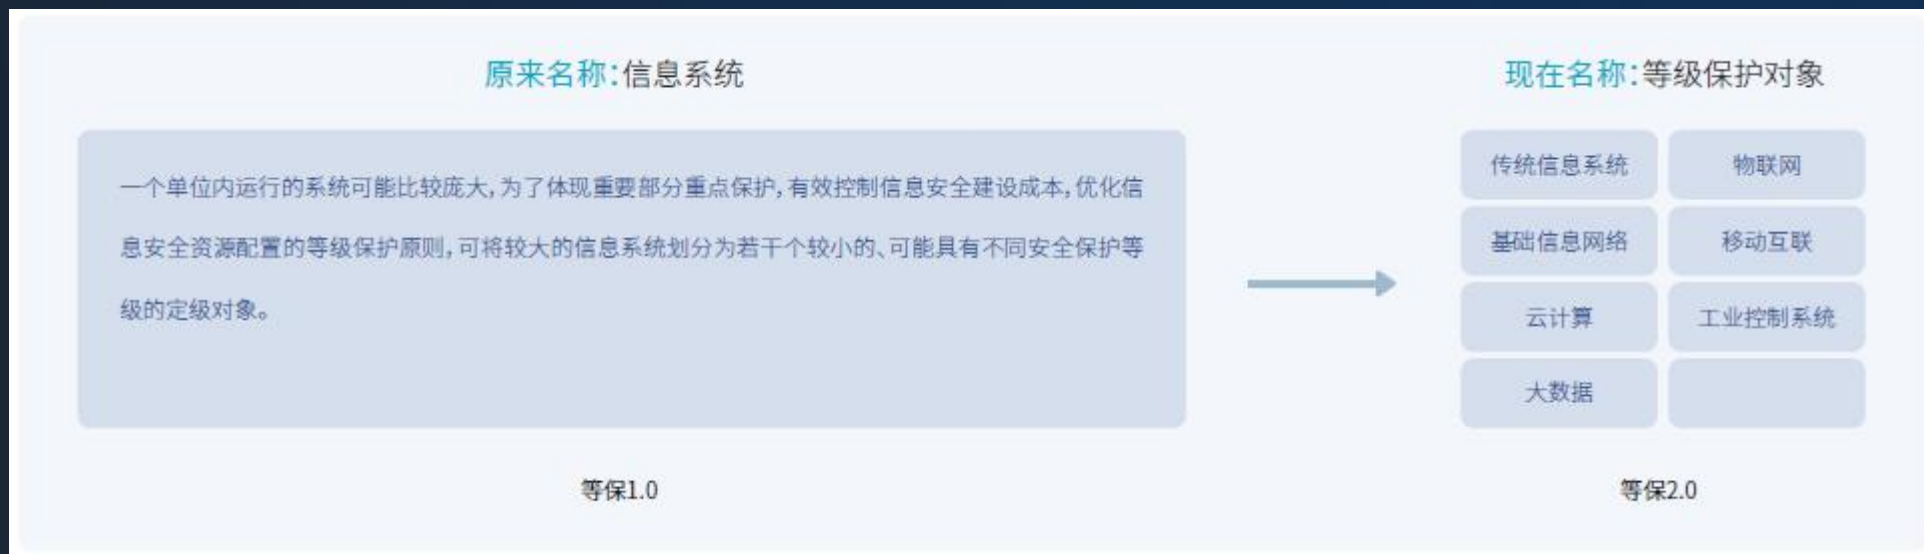 原来名称：信息系统
一个单位内运行的系统可能比较庞大，为了体现重要部分重点保护，有效控制信息安全建设成本，优化信
息安全资源配置的等级保护原则，可将较大的信息系统划分为若干个较小的、可能具有不同安全保护等
级的定级对象。
等保1.0
现在名称：等级保护对象
传统信息系统
物联网
基础信息网络
移动互联
云计算
工业控制系统
大数据
等保2.0